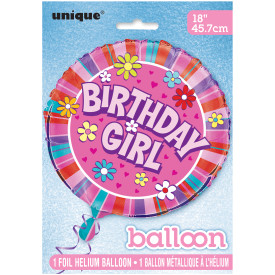 unique®
18"
45.7cm
BIRTHDAY
GIRL
balloon
1 FOIL HELIUM BALLOON - 1 BALLON MÉTALLIQUE À L'HÉLIUM